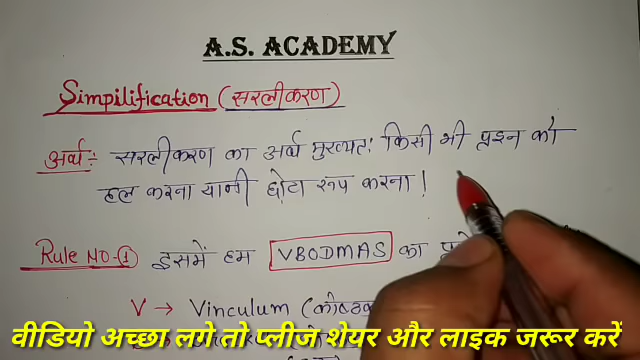 A.S. ACADEMY
Simpilification (सरलीकरण)
अर्थ :- सरलीकरण का अर्थ मुख्यतः किसी भी प्रश्न को
हल करना यानी छोटा रूप करना !
Rule NO-① इसमें हम VBODMAS का
V → Vinculum (कोष्ठक
वीडियो अच्छा लगे तो प्लीज शेयर और लाइक जरूर करें